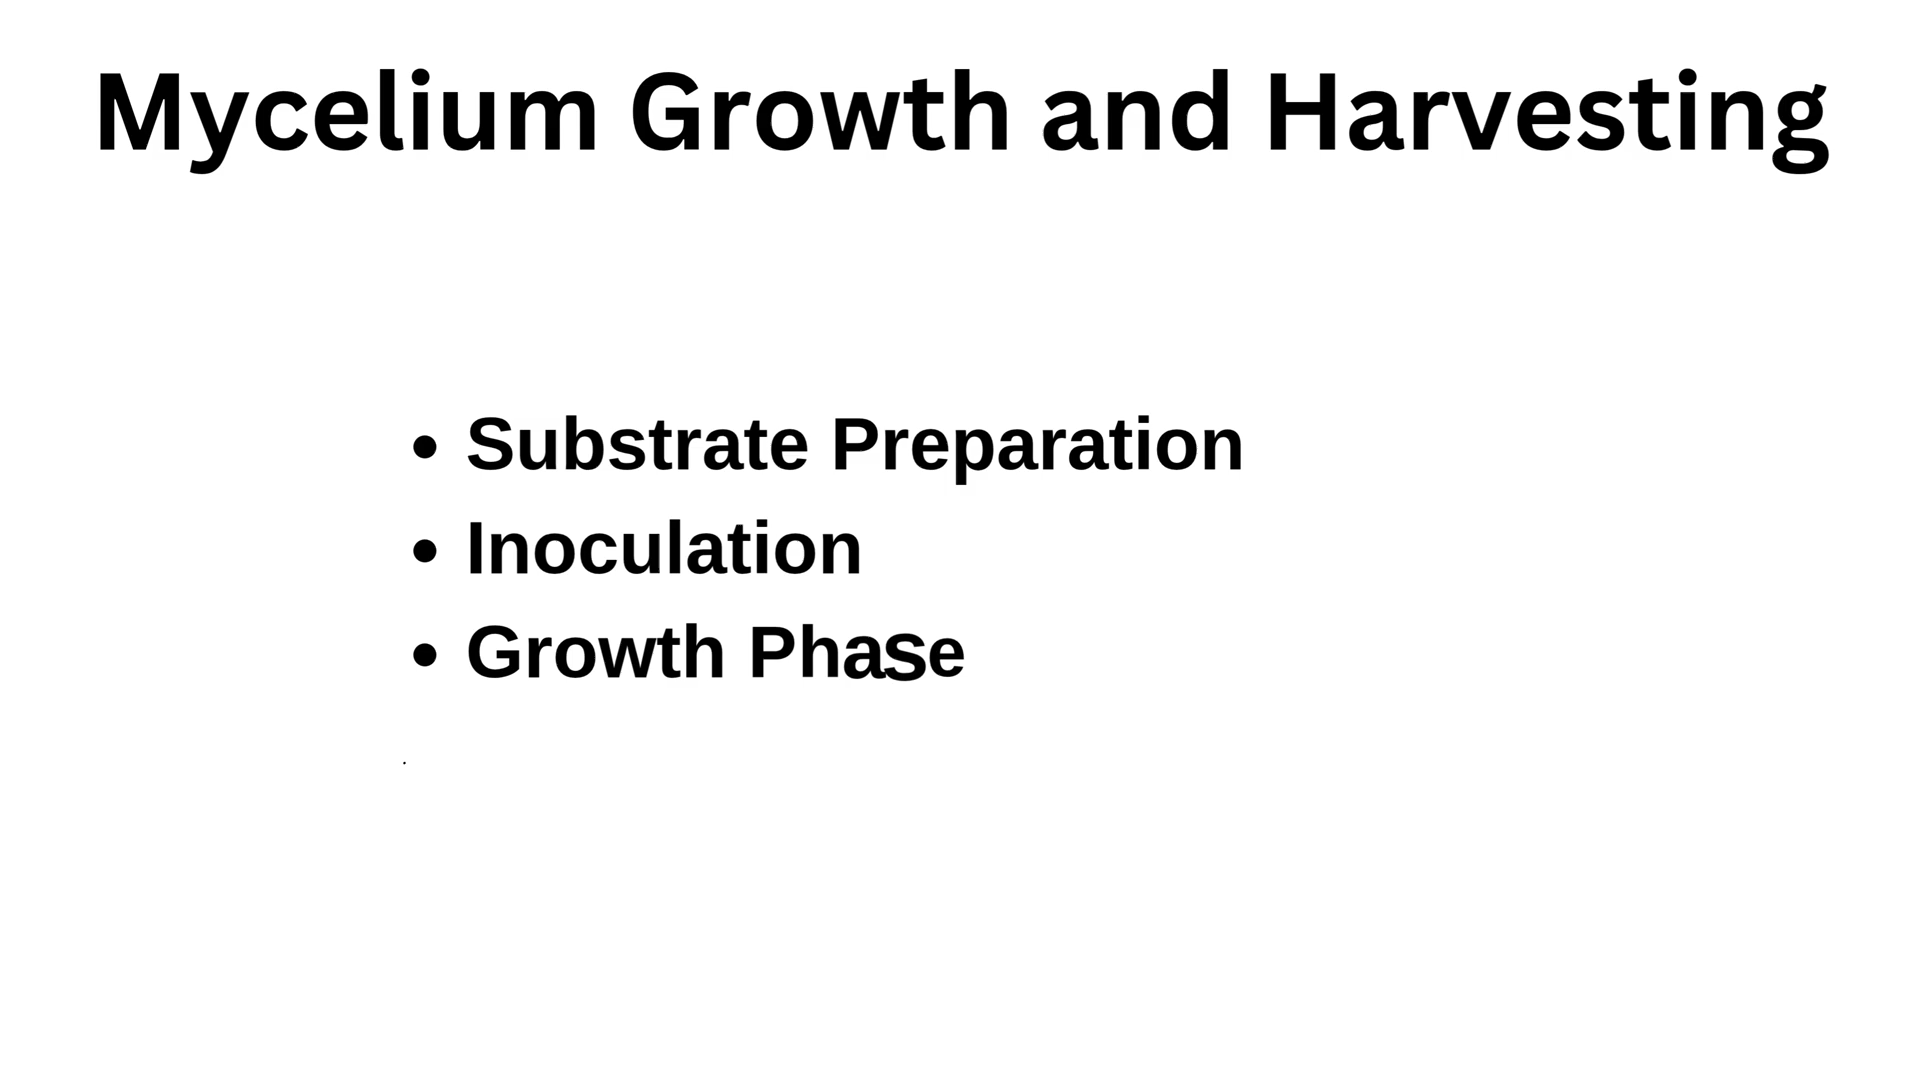 Mycelium Growth and Harvesting
• Substrate Preparation
• Inoculation
• Growth Phase